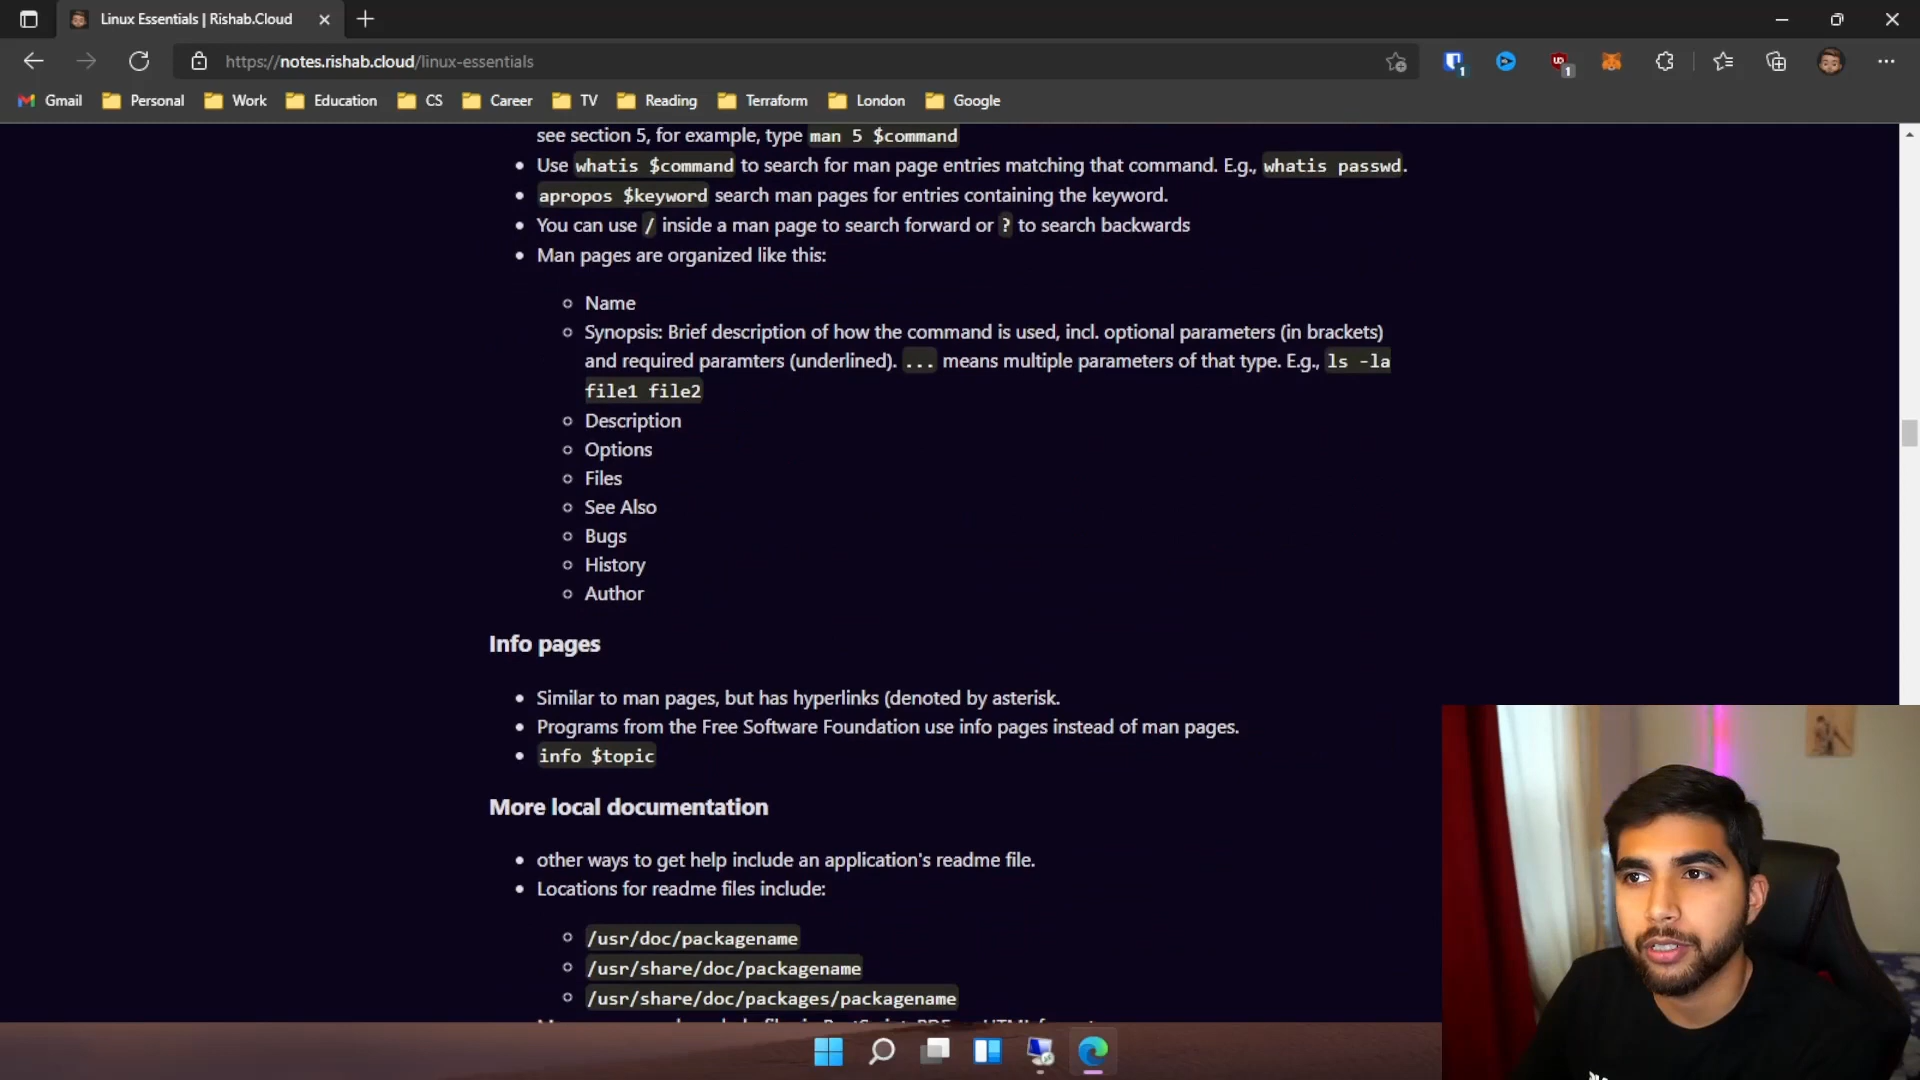 Linux Essentials | Rishab.Cloud
https://notes.rishab.cloud/linux-essentials
1
1
Gmail Personal Work Education CS Career TV Reading Terraform London Google
see section 5, for example, type man 5 $command
Use whatis $command to search for man page entries matching that command. E.g., whatis passwd.
apropos $keyword search man pages for entries containing the keyword.
You can use / inside a man page to search forward or ? to search backwards
Man pages are organized like this:
Name
Synopsis: Brief description of how the command is used, incl. optional parameters (in brackets)
and required paramters (underlined). ... means multiple parameters of that type. E.g., ls -la
file1 file2
Description
Options
Files
See Also
Bugs
History
Author
Info pages
Similar to man pages, but has hyperlinks (denoted by asterisk.
Programs from the Free Software Foundation use info pages instead of man pages.
info $topic
More local documentation
other ways to get help include an application's readme file.
Locations for readme files include:
/usr/doc/packagename
/usr/share/doc/packagename
/usr/share/doc/packages/packagename